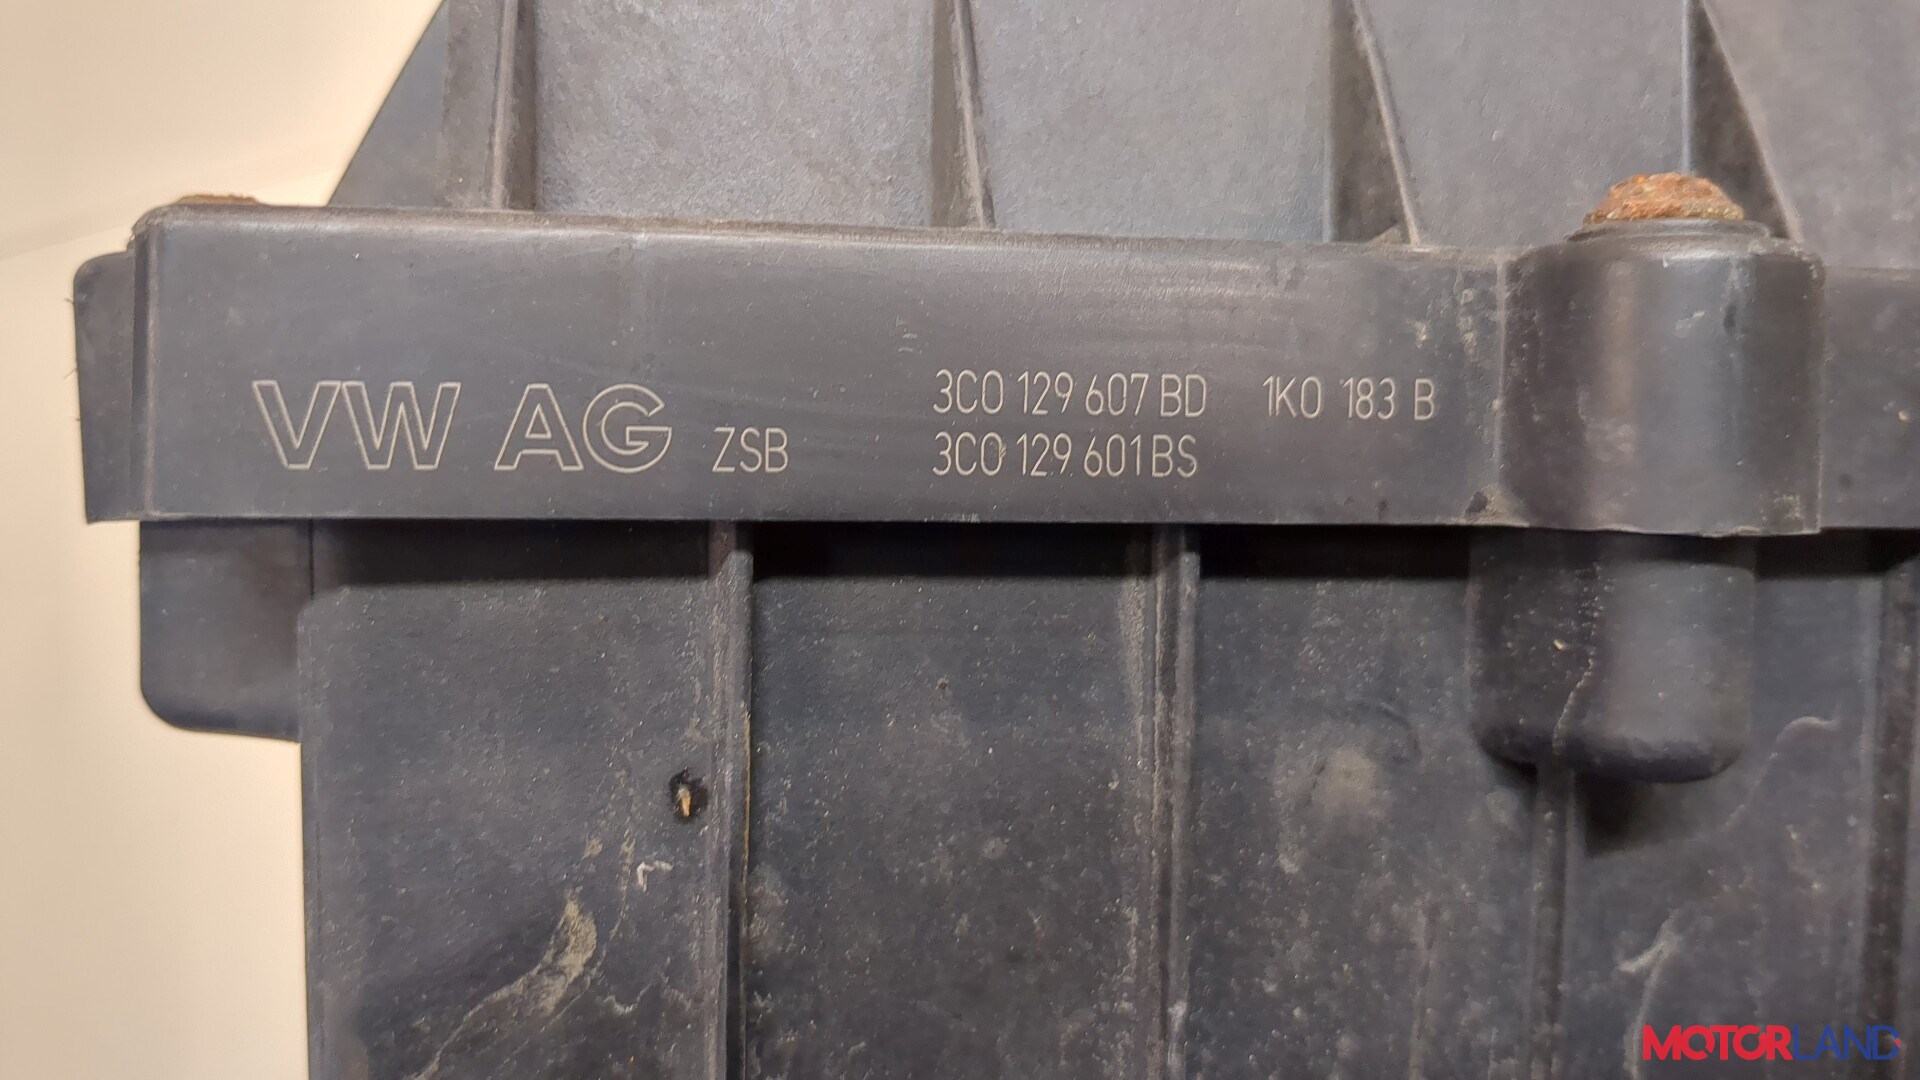 VW AG ZSB 3C0 129 607 BD 1K0 183 B
3C0 129 601 BS
MOTORLAND